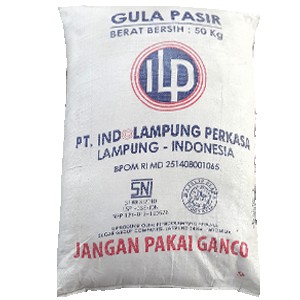 GULA PASIR
BERAT BERSIH : 50 Kg
ILP
PT. INDOLAMPUNG PERKASA
LAMPUNG - INDONESIA
BPOM RI MD 251408001065
SNI
JANGAN PAKAI GANCO